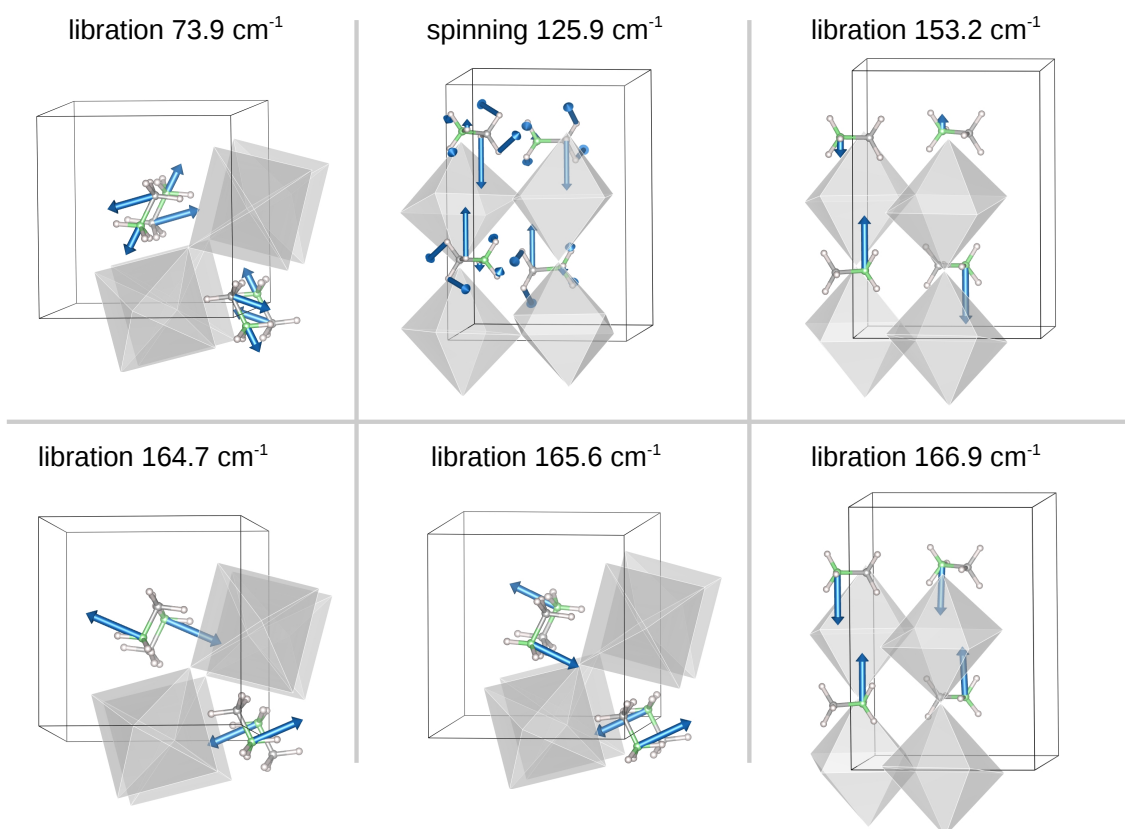 libration 73.9 cm⁻¹
spinning 125.9 cm⁻¹
libration 153.2 cm⁻¹
libration 164.7 cm⁻¹
libration 165.6 cm⁻¹
libration 166.9 cm⁻¹